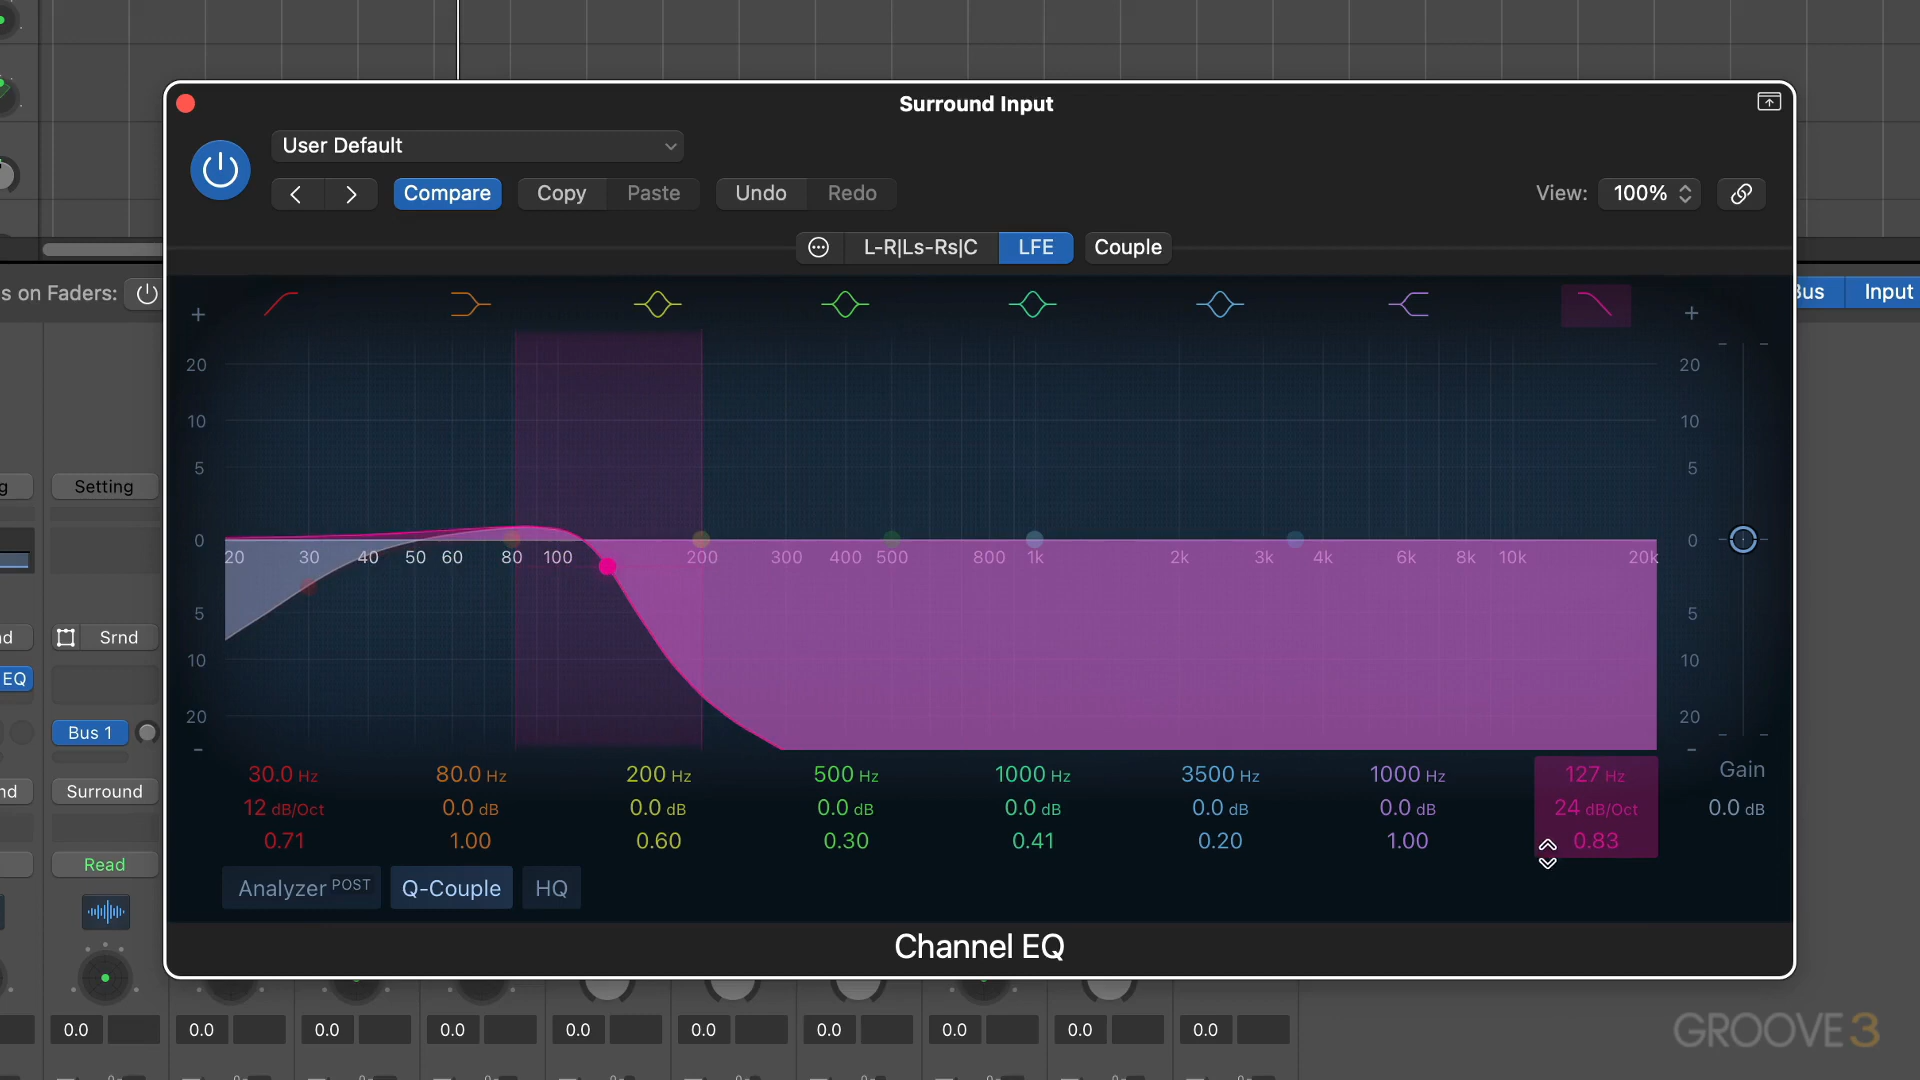 Surround Input
User Default
Compare Copy Paste Undo Redo View: 100%
L-R|Ls-Rs|C LFE Couple
s on Faders: Bus Input
+ +
20 20
10 10
5 5
0 20 30 40 50 60 80 100 200 300 400 500 800 1k 2k 3k 4k 6k 8k 10k 20k 0
5 5
10 10
20 20
- -
30.0 Hz 80.0 Hz 200 Hz 500 Hz 1000 Hz 3500 Hz 1000 Hz 127 Hz Gain
12 dB/Oct 0.0 dB 0.0 dB 0.0 dB 0.0 dB 0.0 dB 0.0 dB 24 dB/Oct 0.0 dB
0.71 1.00 0.60 0.30 0.41 0.20 1.00 0.83
Analyzer POST Q-Couple HQ
Channel EQ
g Setting
nd Srnd
EQ
Bus 1
nd Surround
Read
0.0 0.0 0.0 0.0 0.0 0.0 0.0 0.0 0.0 0.0
GROOVE3